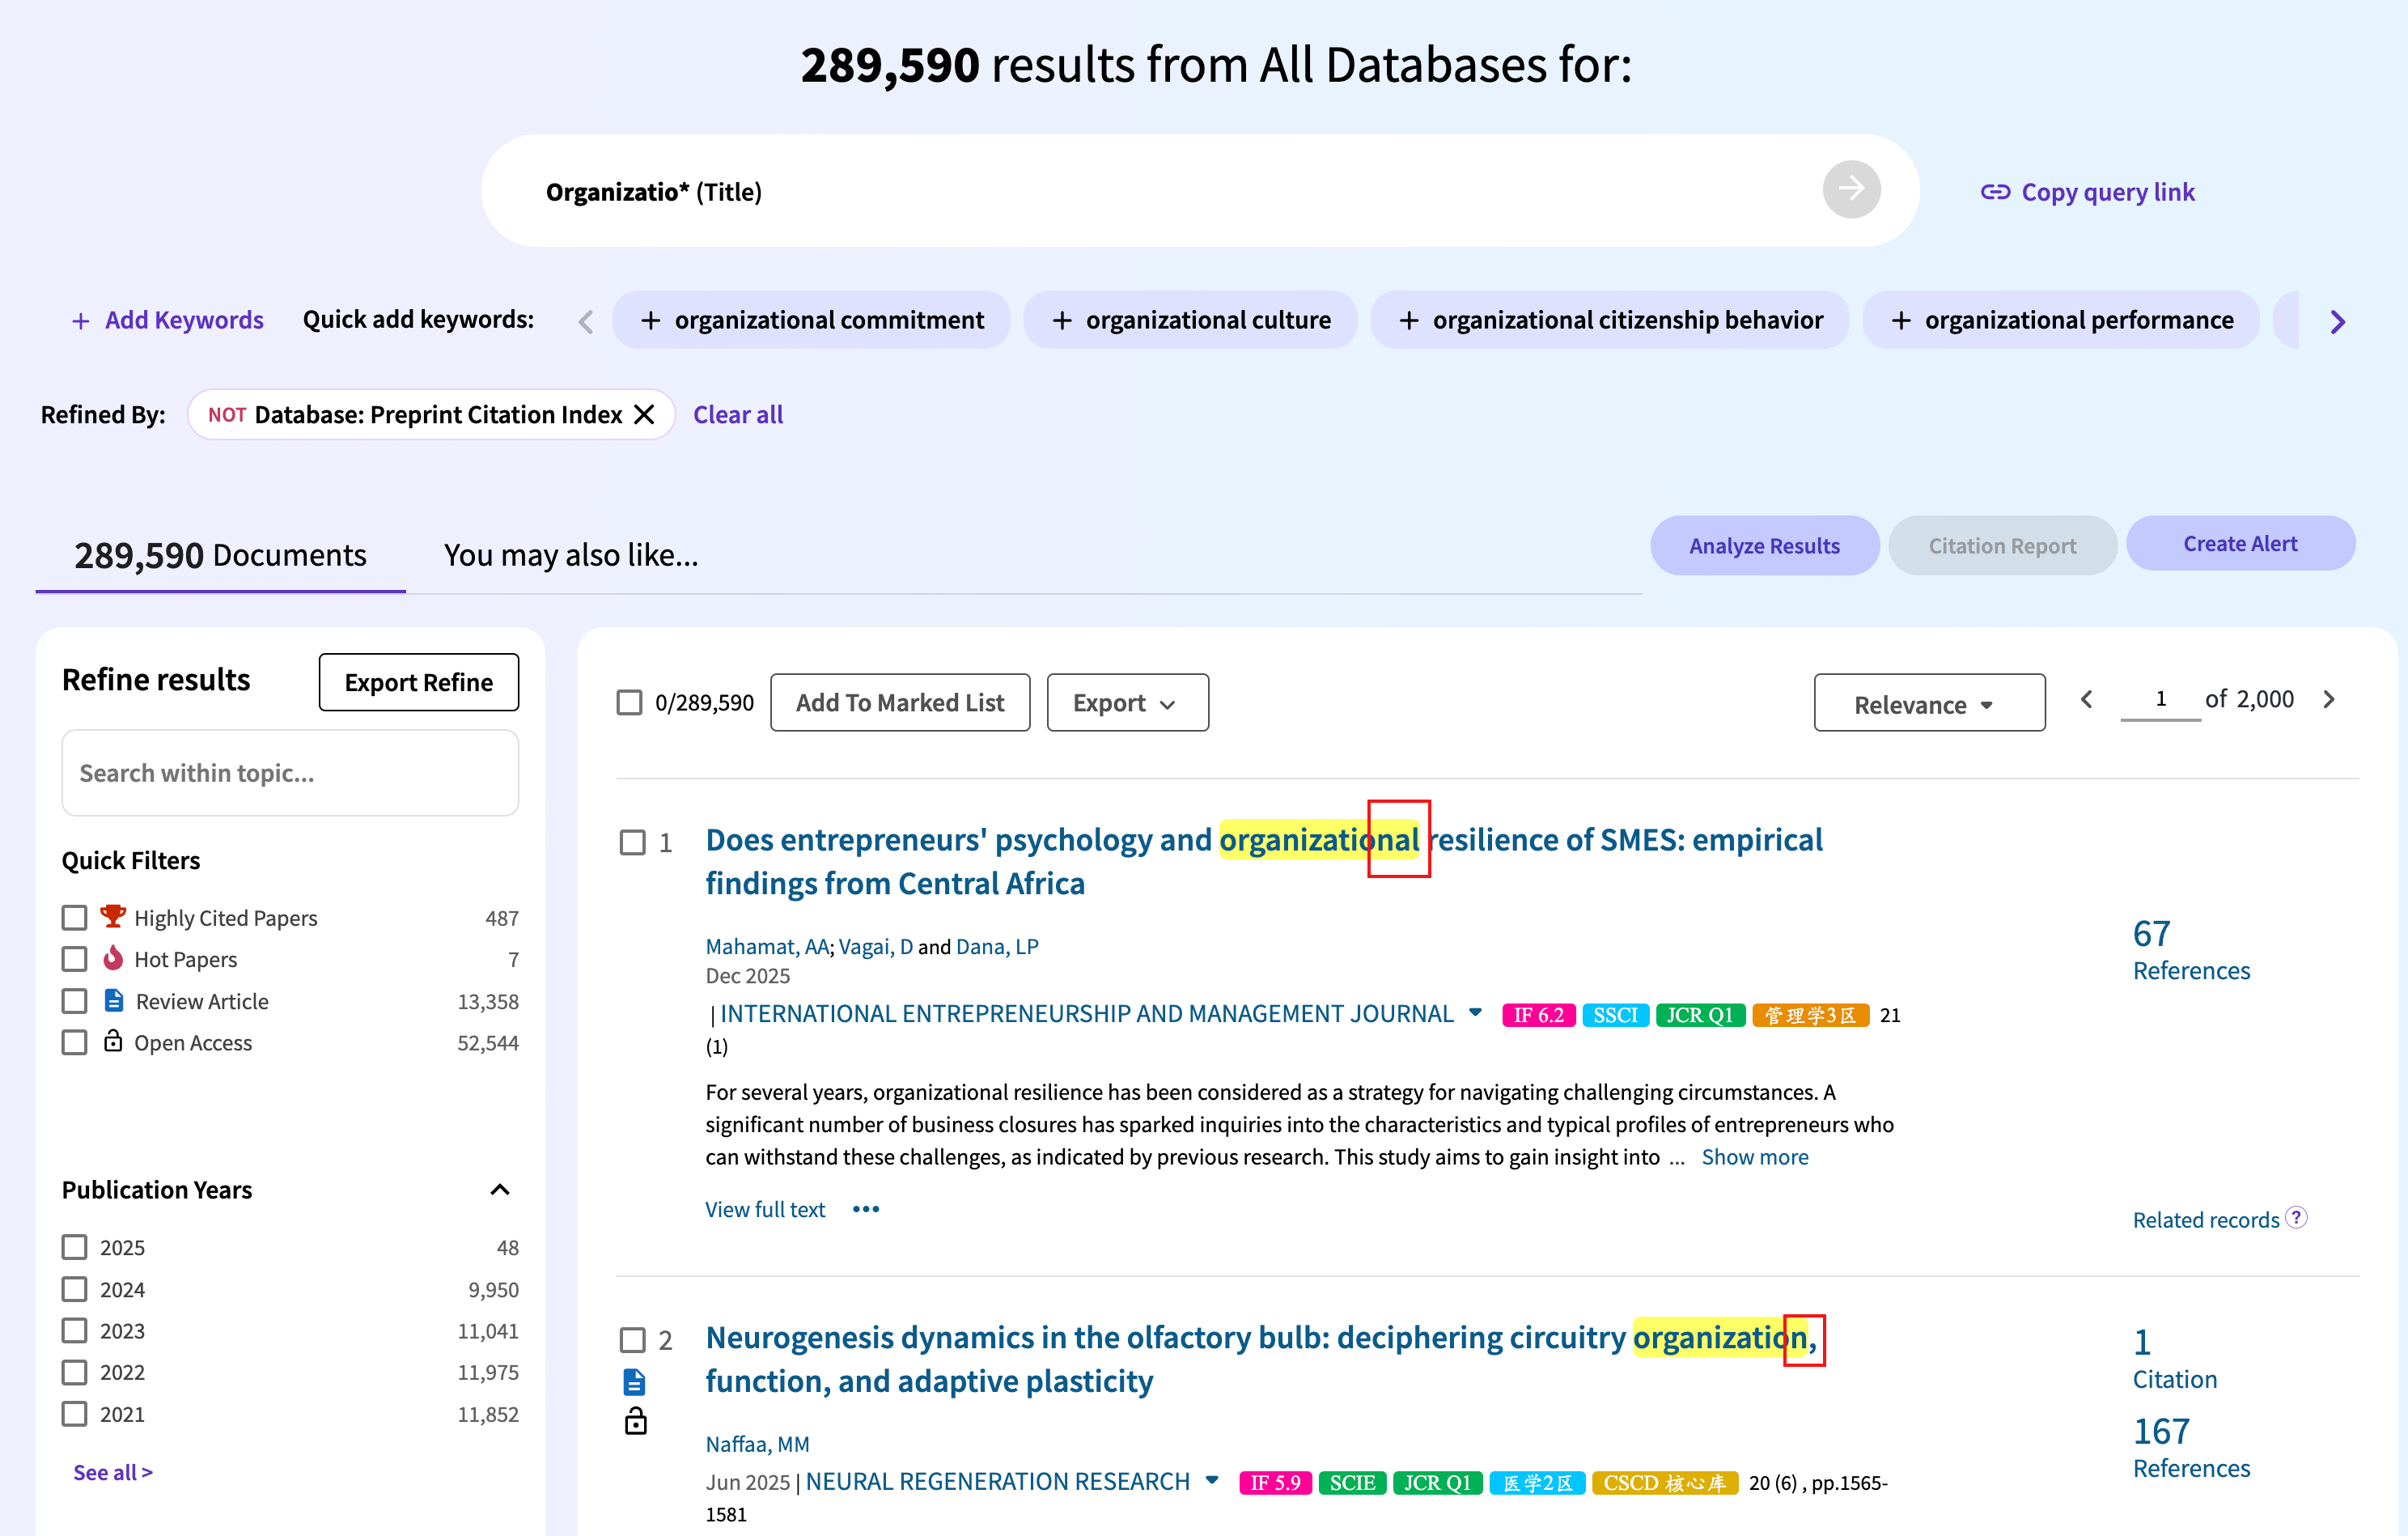 289,590 results from All Databases for:
Organizatio* (Title)
Copy query link
+ Add Keywords
Quick add keywords:
+ organizational commitment
+ organizational culture
+ organizational citizenship behavior
+ organizational performance
Refined By:
NOT Database: Preprint Citation Index
Clear all
289,590 Documents
You may also like...
Analyze Results
Citation Report
Create Alert
Refine results
Export Refine
Search within topic...
Quick Filters
Highly Cited Papers 487
Hot Papers 7
Review Article 13,358
Open Access 52,544
Publication Years
2025 48
2024 9,950
2023 11,041
2022 11,975
2021 11,852
See all >
0/289,590
Add To Marked List
Export
Relevance
1 of 2,000
1
Does entrepreneurs' psychology and organizational resilience of SMES: empirical
findings from Central Africa
Mahamat, AA; Vagai, D and Dana, LP
Dec 2025
| INTERNATIONAL ENTREPRENEURSHIP AND MANAGEMENT JOURNAL IF 6.2 SSCI JCR Q1 管理学3区 21
(1)
For several years, organizational resilience has been considered as a strategy for navigating challenging circumstances. A
significant number of business closures has sparked inquiries into the characteristics and typical profiles of entrepreneurs who
can withstand these challenges, as indicated by previous research. This study aims to gain insight into ... Show more
View full text
67
References
Related records ?
2
Neurogenesis dynamics in the olfactory bulb: deciphering circuitry organization,
function, and adaptive plasticity
Naffaa, MM
Jun 2025 | NEURAL REGENERATION RESEARCH IF 5.9 SCIE JCR Q1 医学2区 CSCD 核心库 20 (6) , pp.1565-
1581
1
Citation
167
References